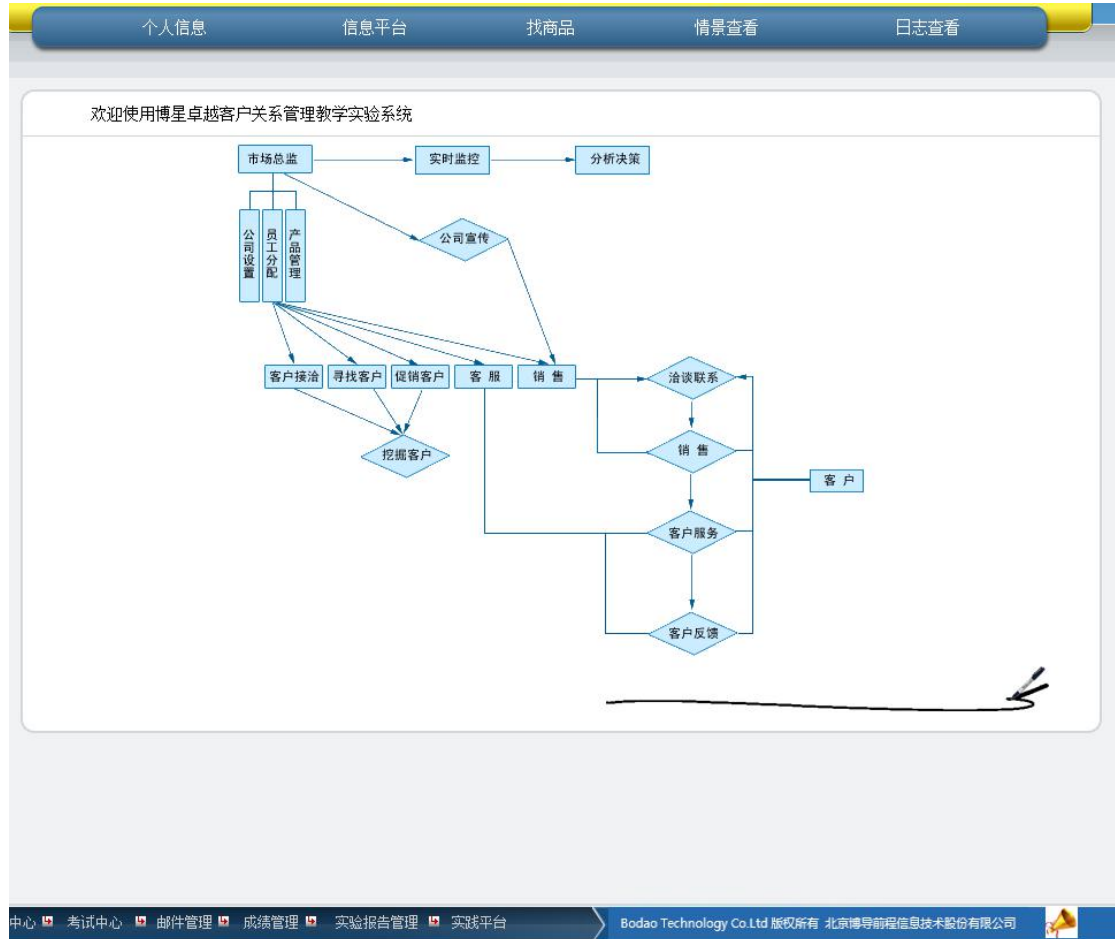 个人信息
信息平台
找商品
情景查看
日志查看
欢迎使用博星卓越客户关系管理教学实验系统
市场总监
实时监控
分析决策
公司设置
员工分配
产品管理
公司宣传
客户接洽
寻找客户
促销客户
客 服
销 售
洽谈联系
挖掘客户
销 售
客 户
客户服务
客户反馈
中心
考试中心
邮件管理
成绩管理
实验报告管理
实践平台
Bodao Technology Co.Ltd 版权所有 北京博导前程信息技术股份有限公司